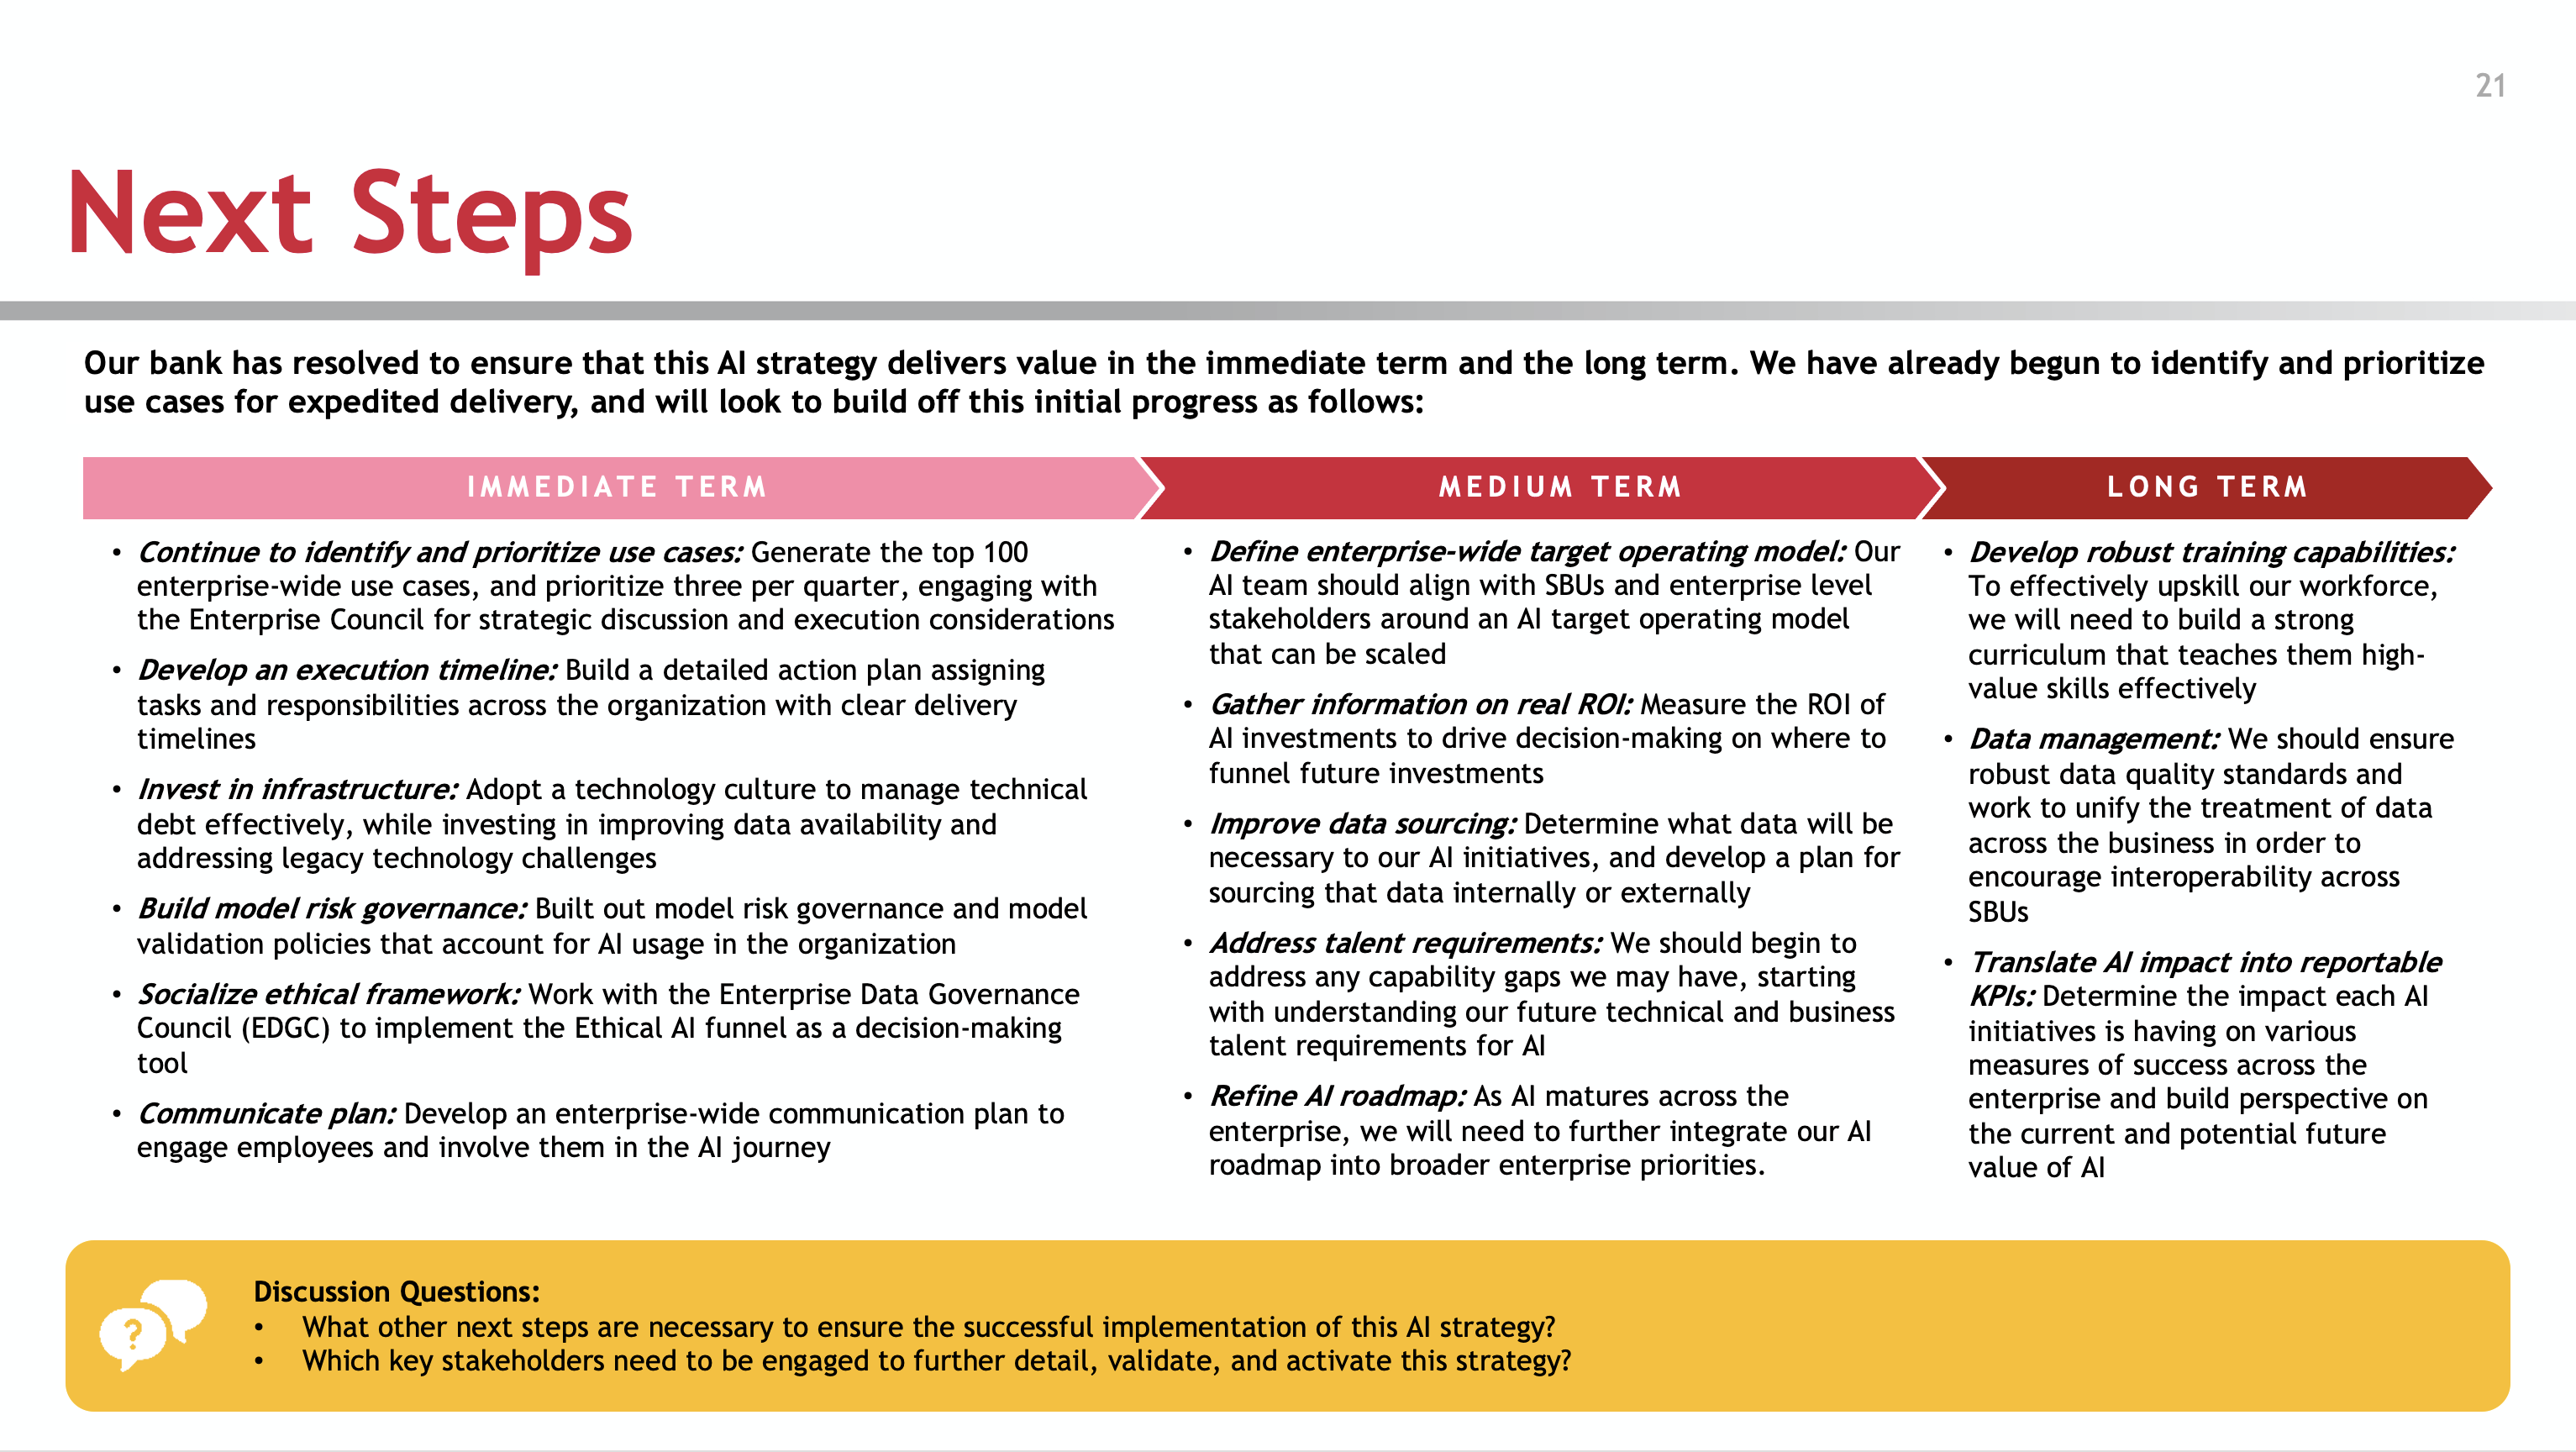 21
Next Steps
Our bank has resolved to ensure that this AI strategy delivers value in the immediate term and the long term. We have already begun to identify and prioritize
use cases for expedited delivery, and will look to build off this initial progress as follows:
IMMEDIATE TERM
• Continue to identify and prioritize use cases: Generate the top 100
enterprise-wide use cases, and prioritize three per quarter, engaging with
the Enterprise Council for strategic discussion and execution considerations
• Develop an execution timeline: Build a detailed action plan assigning
tasks and responsibilities across the organization with clear delivery
timelines
• Invest in infrastructure: Adopt a technology culture to manage technical
debt effectively, while investing in improving data availability and
addressing legacy technology challenges
• Build model risk governance: Built out model risk governance and model
validation policies that account for AI usage in the organization
• Socialize ethical framework: Work with the Enterprise Data Governance
Council (EDGC) to implement the Ethical AI funnel as a decision-making
tool
• Communicate plan: Develop an enterprise-wide communication plan to
engage employees and involve them in the AI journey
MEDIUM TERM
• Define enterprise-wide target operating model: Our
AI team should align with SBUs and enterprise level
stakeholders around an AI target operating model
that can be scaled
• Gather information on real ROI: Measure the ROI of
AI investments to drive decision-making on where to
funnel future investments
• Improve data sourcing: Determine what data will be
necessary to our AI initiatives, and develop a plan for
sourcing that data internally or externally
• Address talent requirements: We should begin to
address any capability gaps we may have, starting
with understanding our future technical and business
talent requirements for AI
• Refine AI roadmap: As AI matures across the
enterprise, we will need to further integrate our AI
roadmap into broader enterprise priorities.
LONG TERM
• Develop robust training capabilities:
To effectively upskill our workforce,
we will need to build a strong
curriculum that teaches them high-
value skills effectively
• Data management: We should ensure
robust data quality standards and
work to unify the treatment of data
across the business in order to
encourage interoperability across
SBUs
• Translate AI impact into reportable
KPIs: Determine the impact each AI
initiatives is having on various
measures of success across the
enterprise and build perspective on
the current and potential future
value of AI
?
Discussion Questions:
• What other next steps are necessary to ensure the successful implementation of this AI strategy?
• Which key stakeholders need to be engaged to further detail, validate, and activate this strategy?